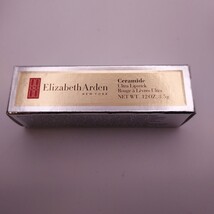 Elizabeth Arden
NEW YORK
Ceramide
Ultra Lipstick
Rouge à Lèvres Ultra
NET WT. .12 OZ. 3.5g